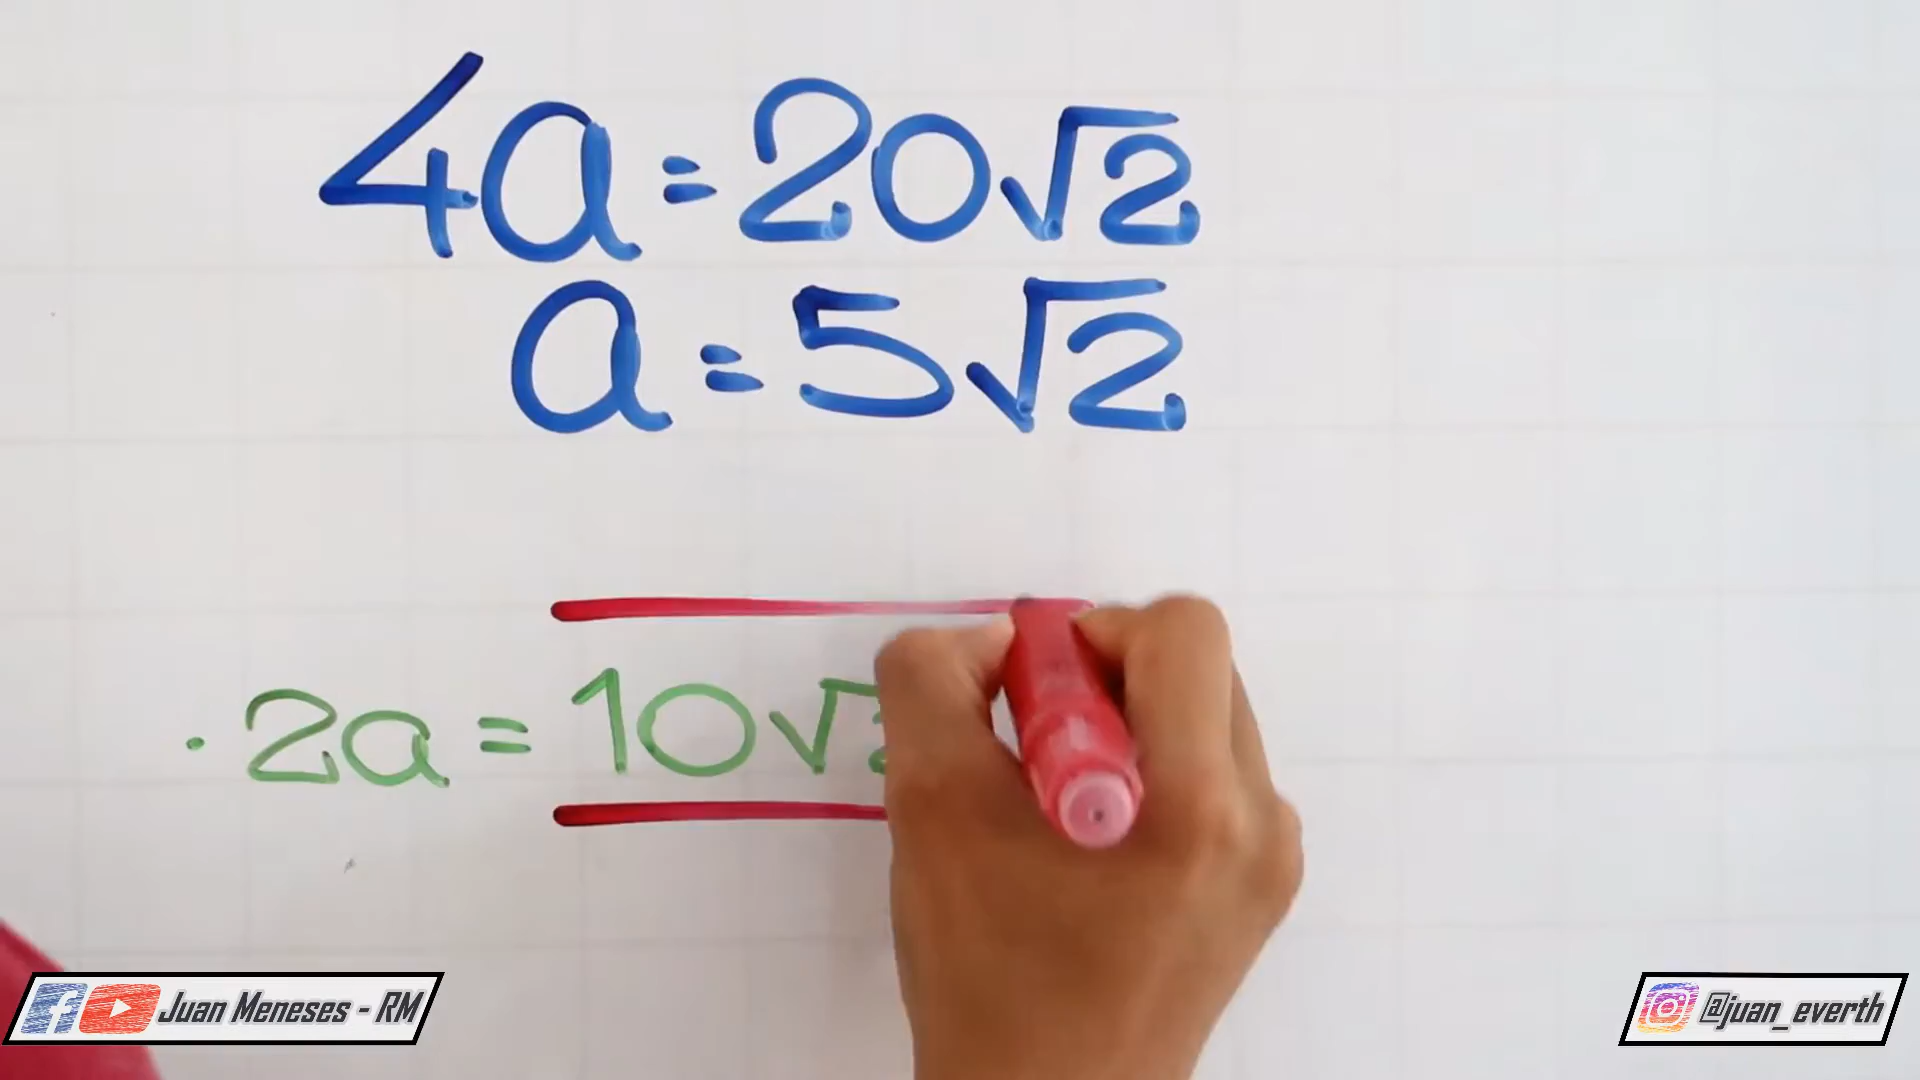 4a=20√2
a=5√2
·2a=10√
Juan Meneses - RM
@juan_everth